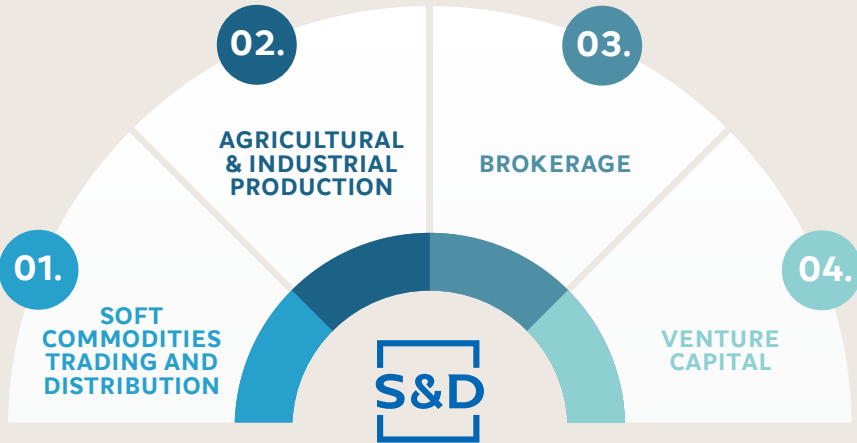 01.
SOFT
COMMODITIES
TRADING AND
DISTRIBUTION
02.
AGRICULTURAL
& INDUSTRIAL
PRODUCTION
03.
BROKERAGE
04.
VENTURE
CAPITAL
S&D